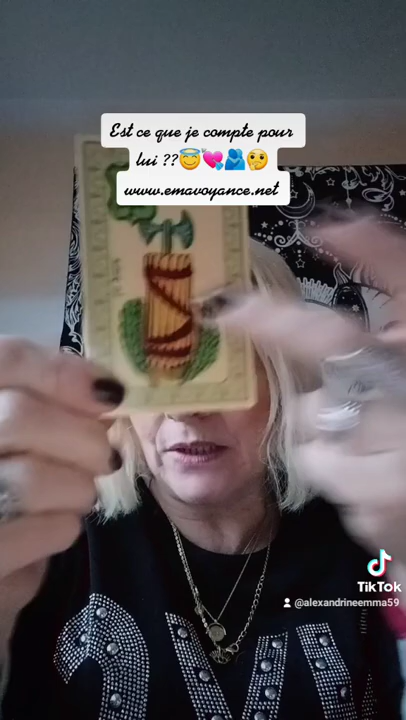 Est ce que je compte pour
lui ??😇💘🫂🤔
www.emavoyance.net
TikTok
@alexandrineemma59